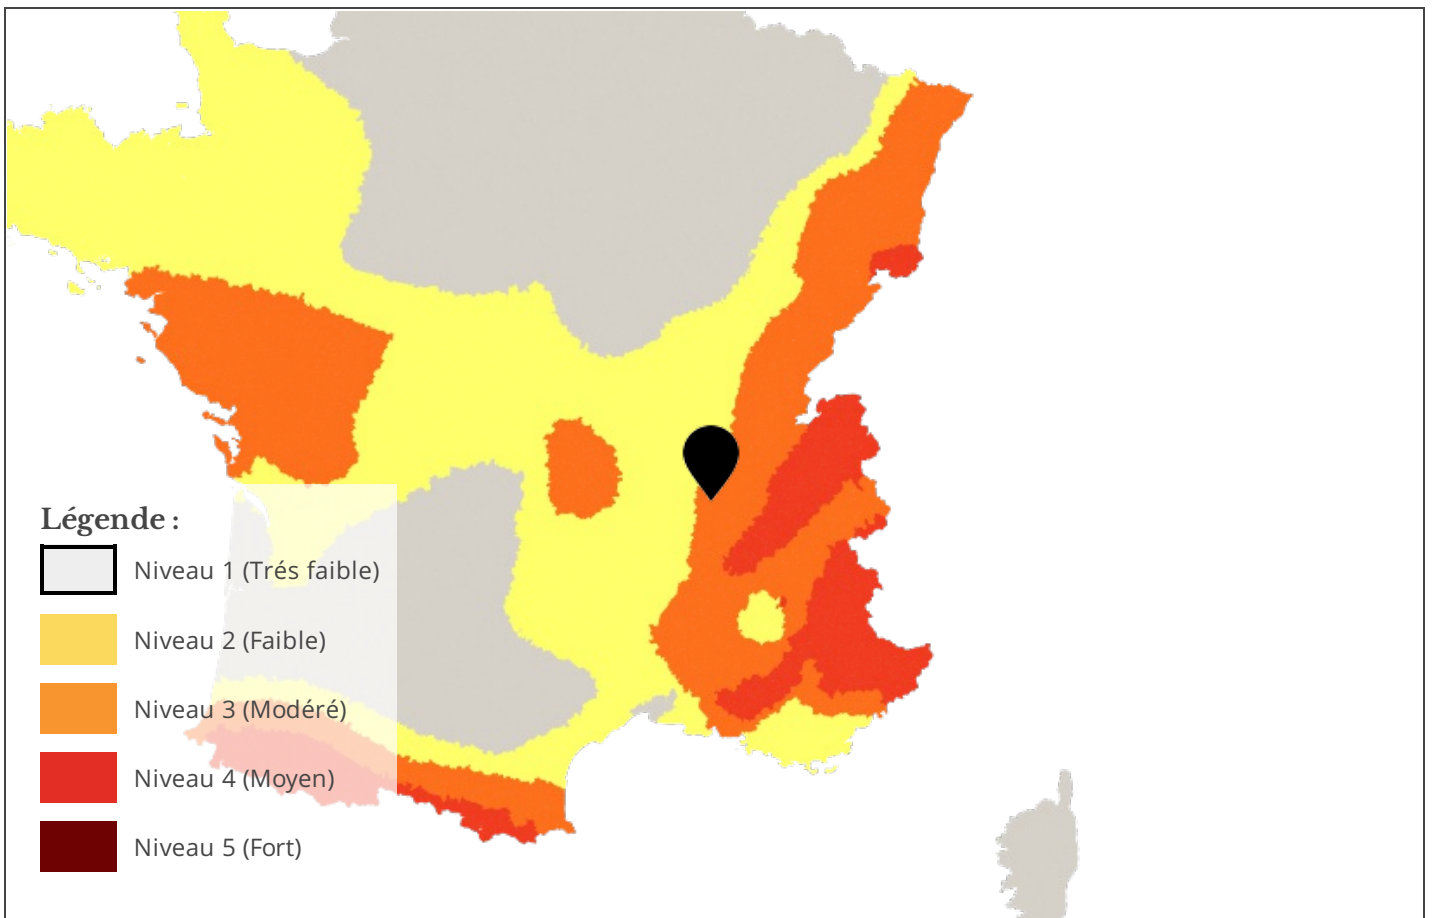 Légende :
Niveau 1 (Trés faible)
Niveau 2 (Faible)
Niveau 3 (Modéré)
Niveau 4 (Moyen)
Niveau 5 (Fort)